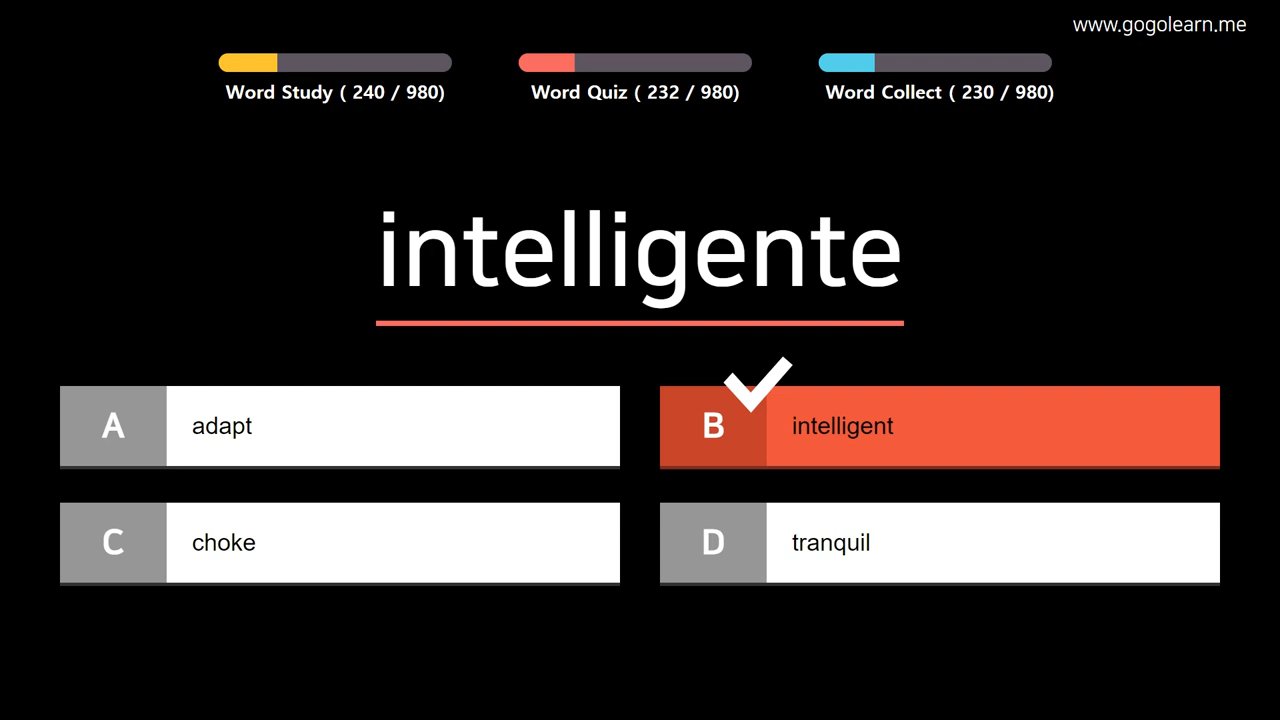 www.gogolearn.me
Word Study ( 240 / 980)
Word Quiz ( 232 / 980)
Word Collect ( 230 / 980)
intelligente
A adapt
B intelligent
C choke
D tranquil